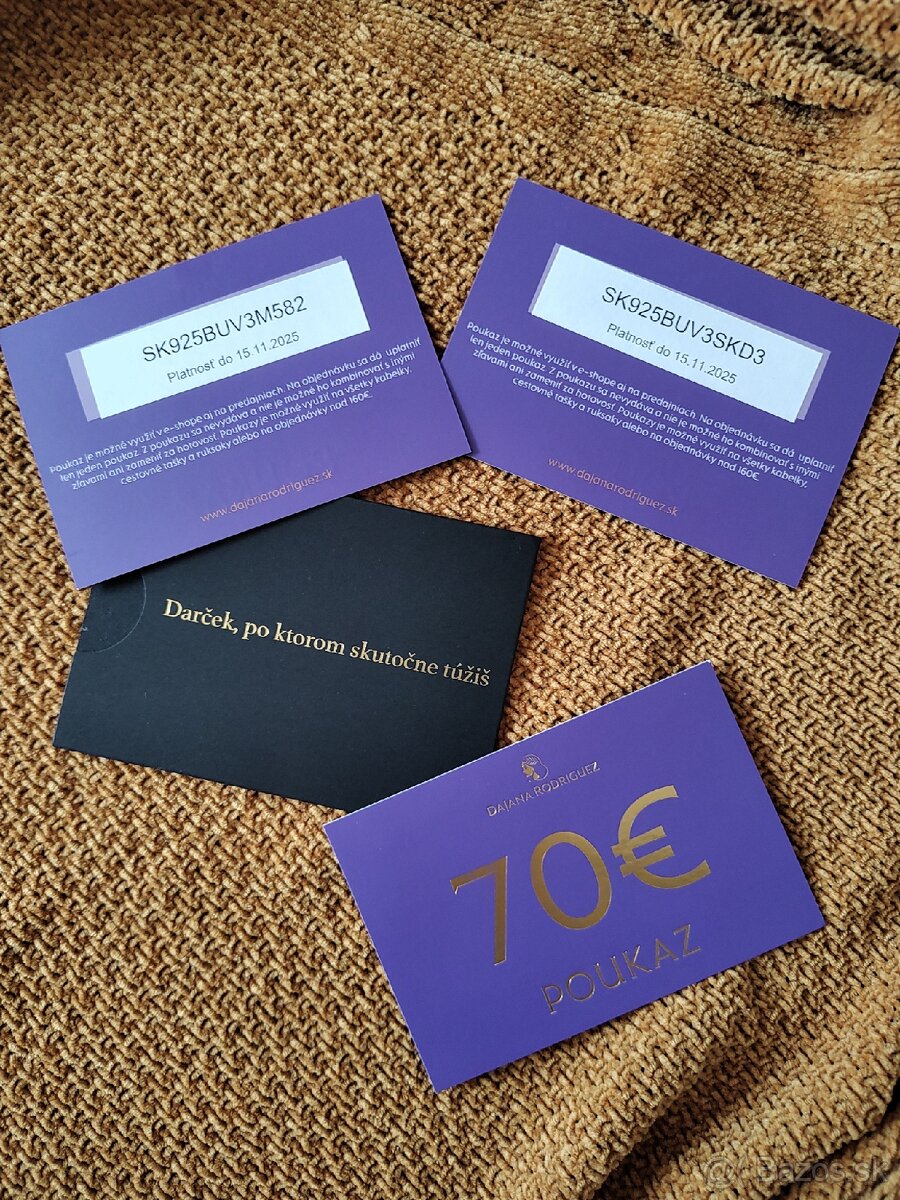 SK925BUV3M582
Platnosť do 15.11.2025
Poukaz je možné využiť v e-shope aj na predajniach. Na objednávku sa dá uplatniť
len jeden poukaz. Z poukazu sa nevydáva a nie je možné ho kombinovať s inými
zľavami ani zameniť za hotovosť. Poukazy je možné využiť na všetky kabelky,
cestovné tašky a ruksaky alebo na objednávky nad 160€.
www.dajanarodriguez.sk
SK925BUV3SKD3
Platnosť do 15.11.2025
Poukaz je možné využiť v e-shope aj na predajniach. Na objednávku sa dá uplatniť
len jeden poukaz. Z poukazu sa nevydáva a nie je možné ho kombinovať s inými
zľavami ani zameniť za hotovosť. Poukazy je možné využiť na všetky kabelky,
cestovné tašky a ruksaky alebo na objednávky nad 160€.
www.dajanarodriguez.sk
Darček, po ktorom skutočne túžiš
DAJANA RODRIGUEZ
70€
POUKAZ
Bazos.sk